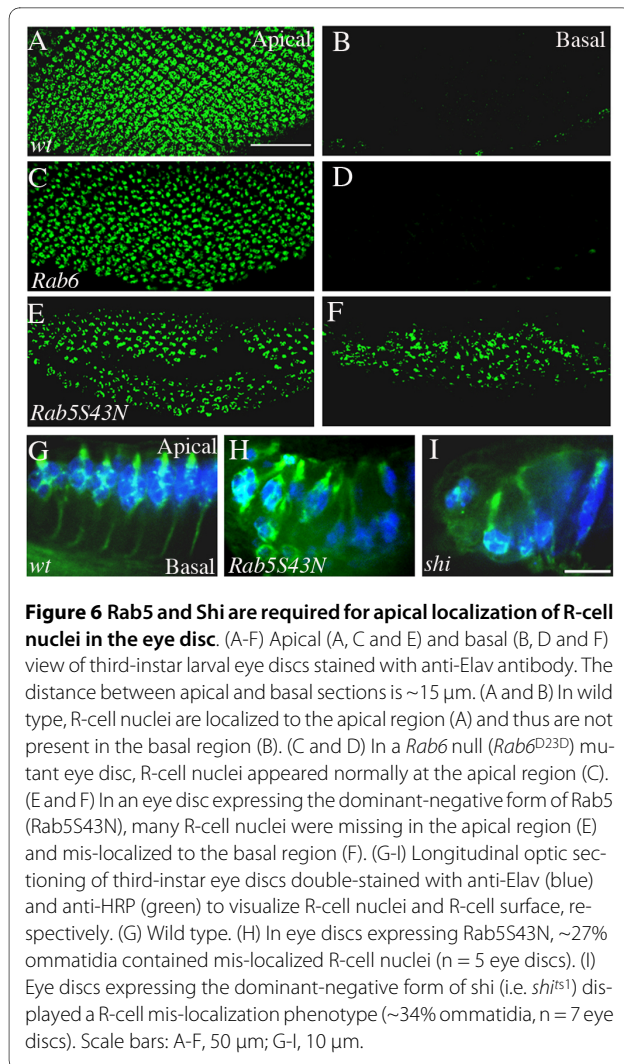 A Apical B Basal
wt
C D
Rab6
E F
Rab5S43N
G Apical H I
wt Basal Rab5S43N shi
Figure 6 Rab5 and Shi are required for apical localization of R-cell
nuclei in the eye disc. (A-F) Apical (A, C and E) and basal (B, D and F)
view of third-instar larval eye discs stained with anti-Elav antibody. The
distance between apical and basal sections is ~15 μm. (A and B) In wild
type, R-cell nuclei are localized to the apical region (A) and thus are not
present in the basal region (B). (C and D) In a Rab6 null (Rab6D23D) mu-
tant eye disc, R-cell nuclei appeared normally at the apical region (C).
(E and F) In an eye disc expressing the dominant-negative form of Rab5
(Rab5S43N), many R-cell nuclei were missing in the apical region (E)
and mis-localized to the basal region (F). (G-I) Longitudinal optic sec-
tioning of third-instar eye discs double-stained with anti-Elav (blue)
and anti-HRP (green) to visualize R-cell nuclei and R-cell surface, re-
spectively. (G) Wild type. (H) In eye discs expressing Rab5S43N, ~27%
ommatidia contained mis-localized R-cell nuclei (n = 5 eye discs). (I)
Eye discs expressing the dominant-negative form of shi (i.e. shits1) dis-
played a R-cell mis-localization phenotype (~34% ommatidia, n = 7 eye
discs). Scale bars: A-F, 50 μm; G-I, 10 μm.